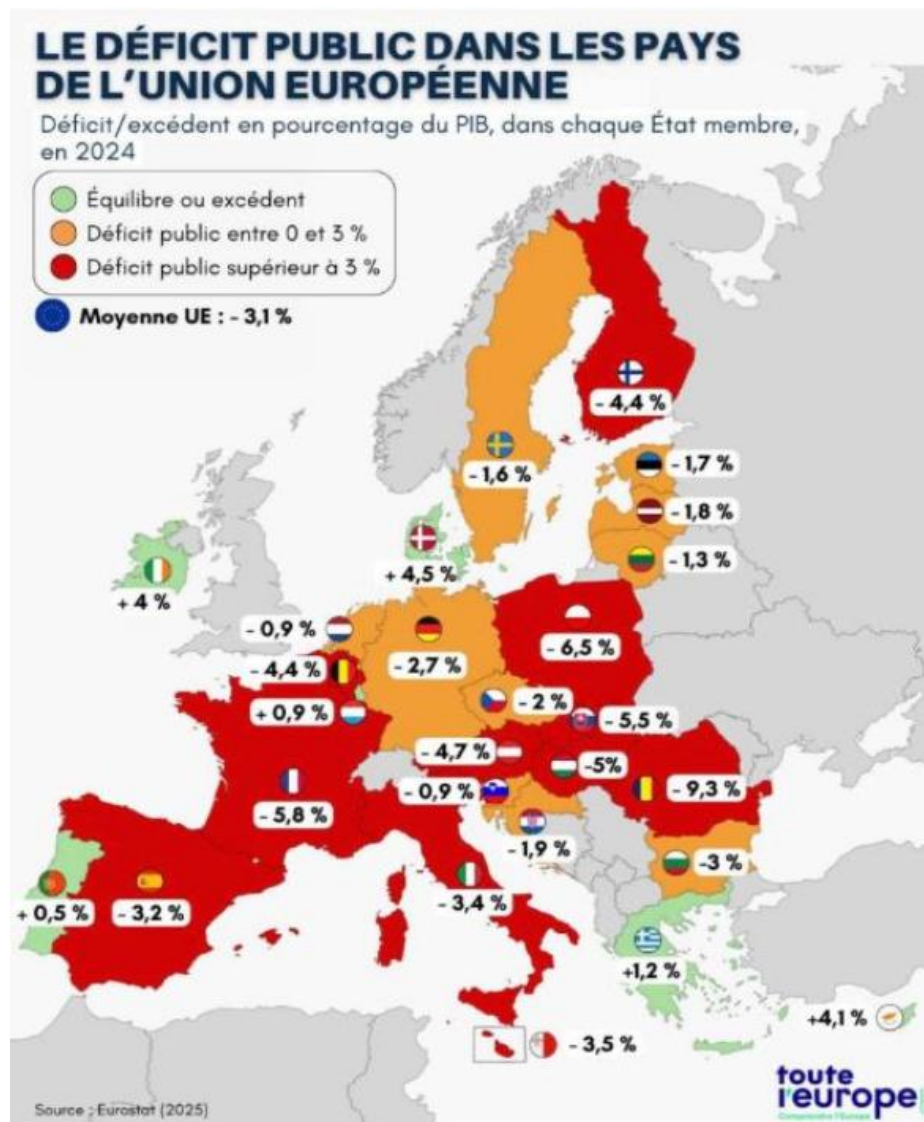 LE DÉFICIT PUBLIC DANS LES PAYS
DE L'UNION EUROPÉENNE
Déficit/excédent en pourcentage du PIB, dans chaque État membre,
en 2024
Équilibre ou excédent
Déficit public entre 0 et 3 %
Déficit public supérieur à 3 %
Moyenne UE : - 3,1 %
- 4,4 %
- 1,6 %
- 1,7 %
- 1,8 %
- 1,3 %
+ 4,5 %
+ 4 %
- 0,9 %
- 2,7 %
- 6,5 %
- 4,4 %
- 2 %
+ 0,9 %
- 5,5 %
- 4,7 %
-5%
- 0,9 %
- 9,3 %
- 5,8 %
- 1,9 %
-3 %
+ 0,5 %
- 3,2 %
- 3,4 %
+1,2 %
+4,1 %
- 3,5 %
Source : Eurostat (2025)
toute
l'europe
Comprendre l'Europe